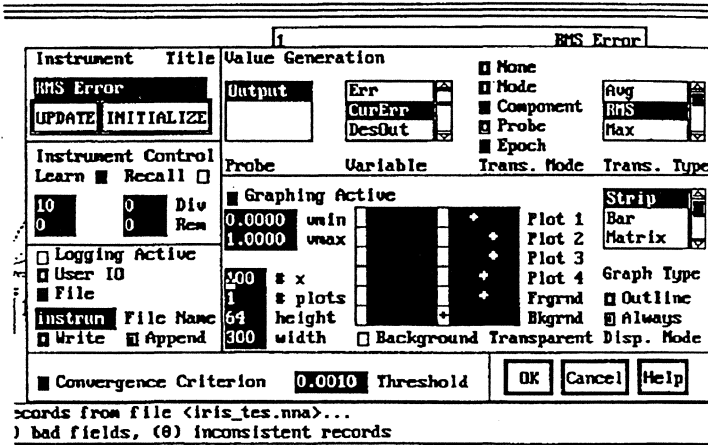 1 RMS Error
Instrument Title
RMS Error
UPDATE INITIALIZE
Instrument Control
Learn Recall
10 0 Div
0 0 Rem
Logging Active
User IO
File
instrum File Name
Write Append
Value Generation
Output
Probe
Err
CurErr
DesOut
Variable
None
Node
Component
Probe
Epoch
Trans. Mode
Avg
RMS
Max
Trans. Type
Graphing Active
0.0000 vmin
1.0000 vmax
100 # x
1 # plots
64 height
300 width
Plot 1
Plot 2
Plot 3
Plot 4
Frgrnd
Bkgrnd
Background Transparent
Strip
Bar
Matrix
Graph Type
Outline
Always
Disp. Mode
Convergence Criterion 0.0010 Threshold
OK Cancel Help
ecords from file <iris_tes.nna>...
) bad fields, (0) inconsistent records